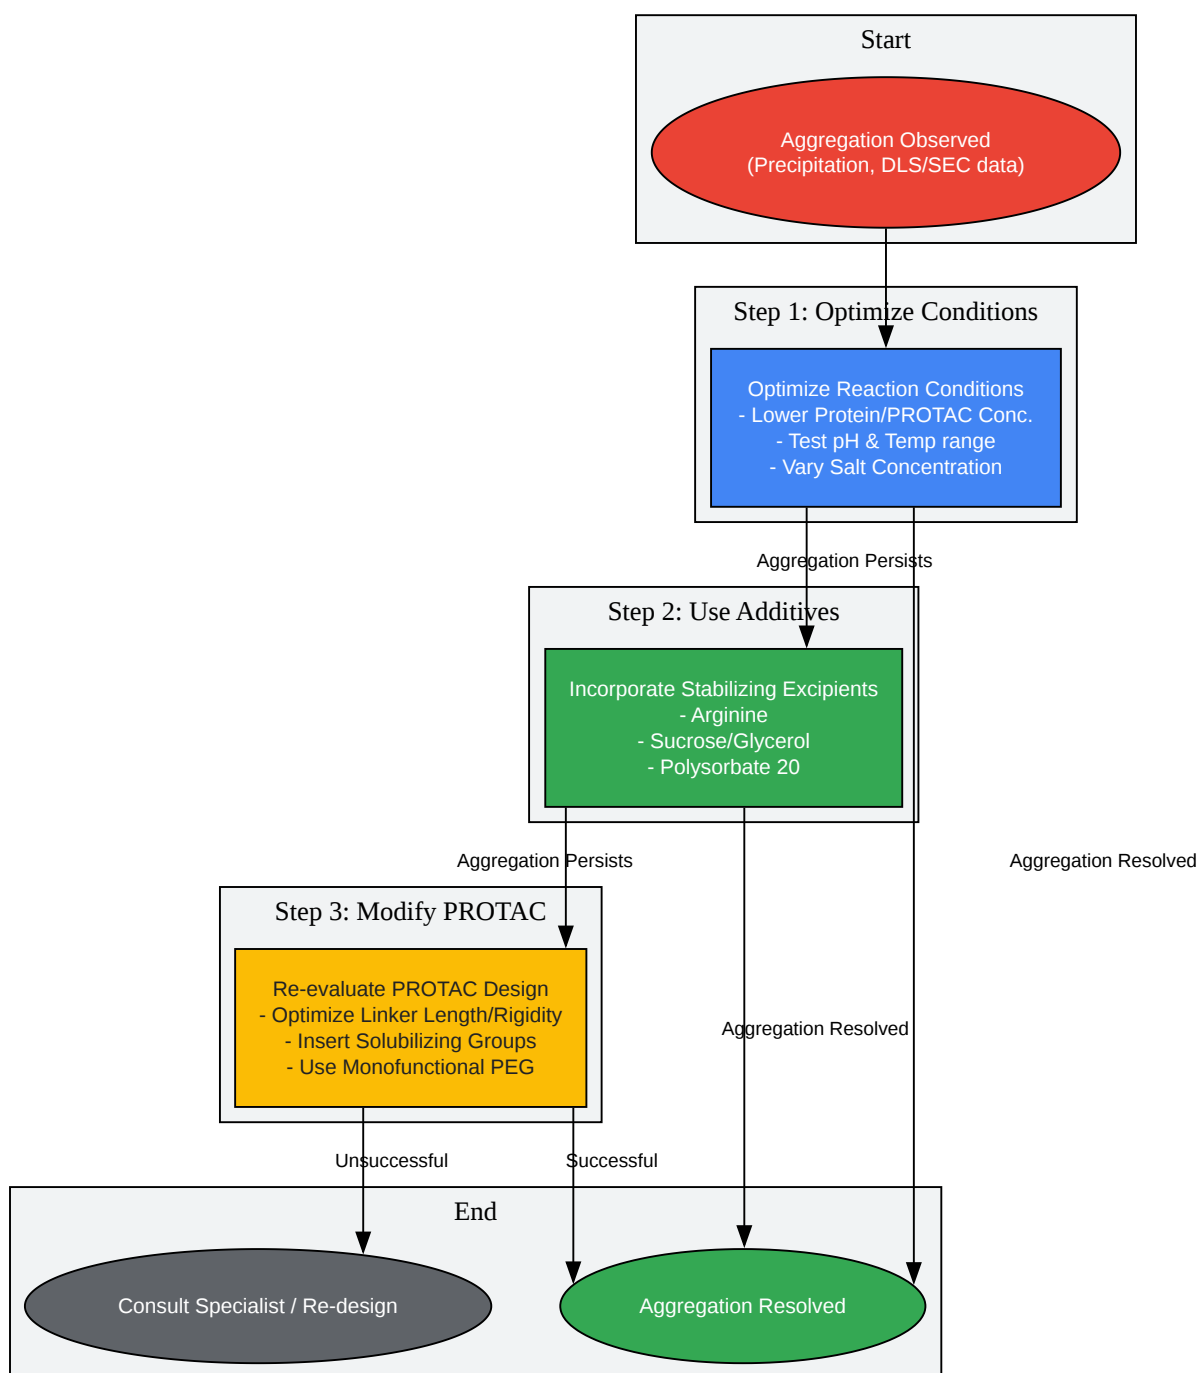 Start
Aggregation Observed
(Precipitation, DLS/SEC data)
Step 1: Optimize Conditions
Optimize Reaction Conditions
- Lower Protein/PROTAC Conc.
- Test pH & Temp range
- Vary Salt Concentration
Aggregation Persists
Step 2: Use Additives
Incorporate Stabilizing Excipients
- Arginine
- Sucrose/Glycerol
- Polysorbate 20
Aggregation Persists
Aggregation Resolved
Step 3: Modify PROTAC
Re-evaluate PROTAC Design
- Optimize Linker Length/Rigidity
- Insert Solubilizing Groups
- Use Monofunctional PEG
Aggregation Resolved
Unsuccessful
Successful
End
Consult Specialist / Re-design
Aggregation Resolved